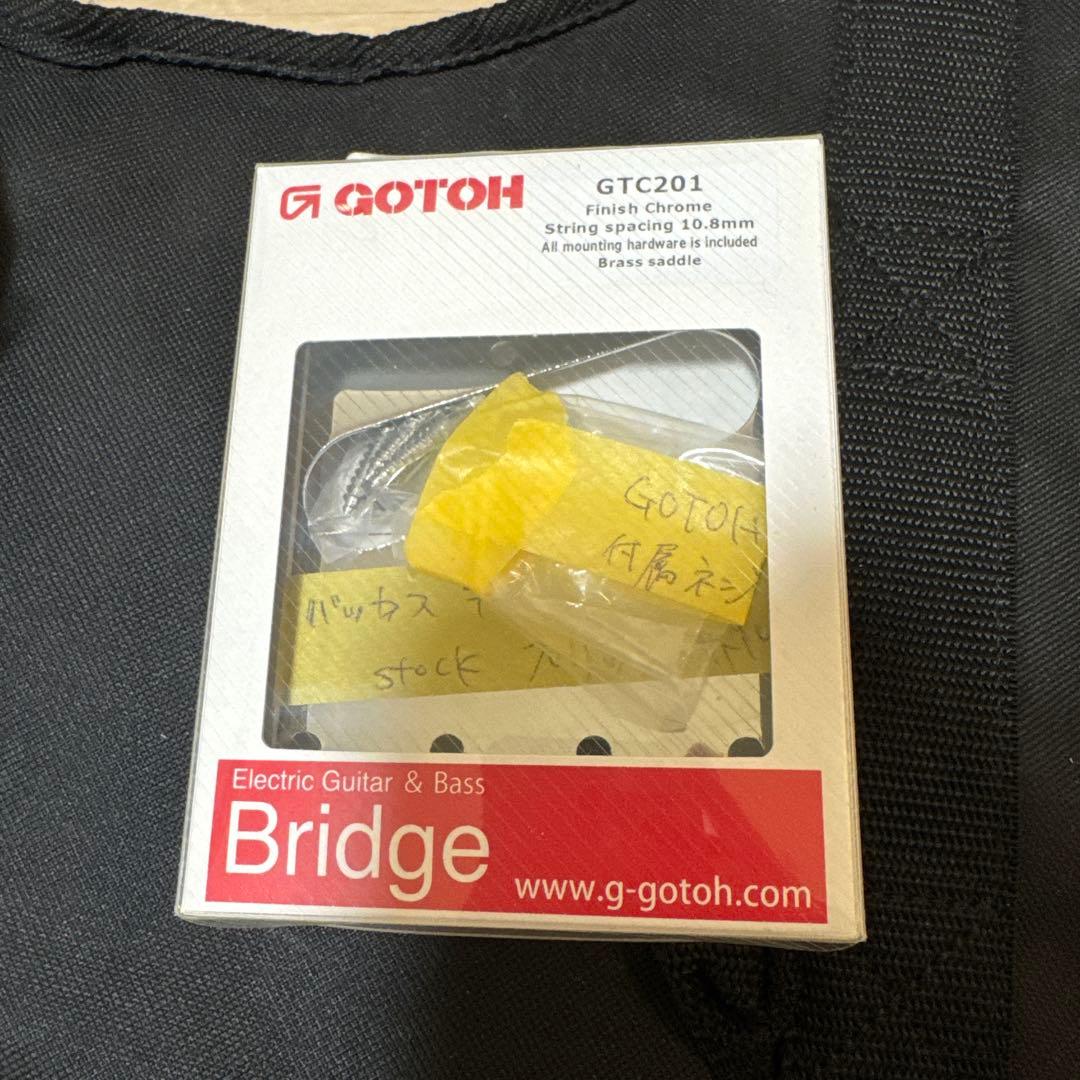 GOTOH
GTC201
Finish Chrome
String spacing 10.8mm
All mounting hardware is included
Brass saddle
GOTOH
付属ネジ
バッカス テ
stock
Electric Guitar & Bass
Bridge
www.g-gotoh.com